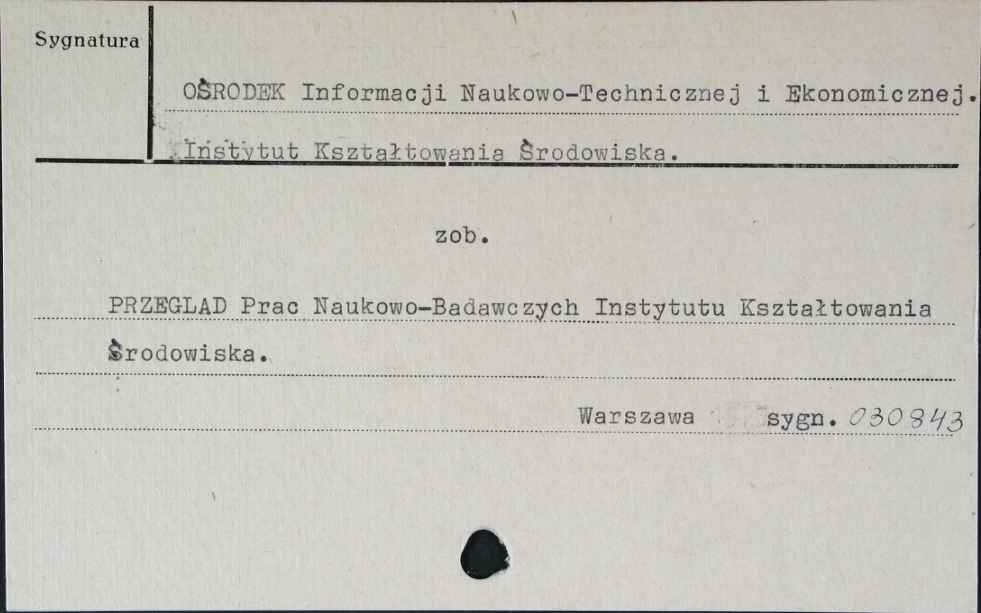 Sygnatura
OŚRODEK Informacji Naukowo-Technicznej i Ekonomicznej.
Instytut Kształtowania Środowiska.
zob.
PRZEGLAD Prac Naukowo-Badawczych Instytutu Kształtowania
Środowiska.
Warszawa sygn. 030843